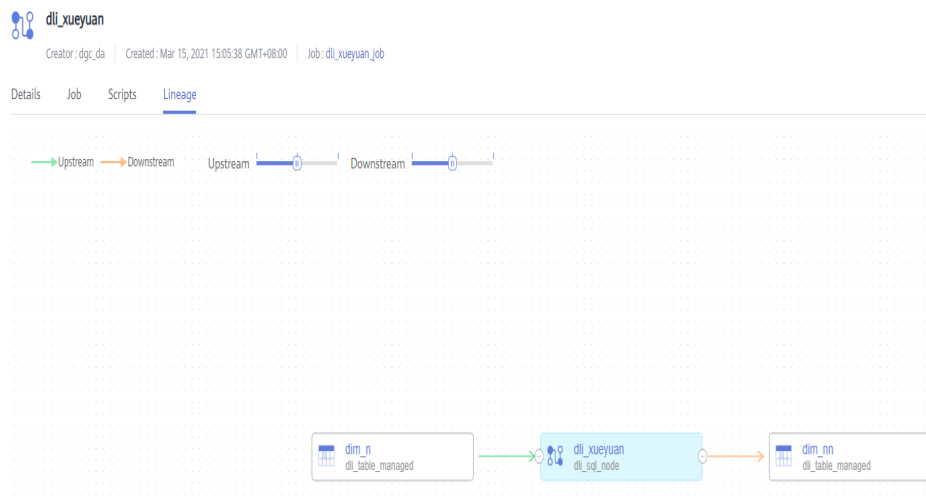 dli_xueyuan
Creator : dgc_da Created : Mar 15, 2021 15:05:38 GMT+08:00 Job : dli_xueyuan_job
Details Job Scripts Lineage
Upstream Downstream Upstream Downstream
dim_n dli_xueyuan dim_nn
dli_table_managed dli_sql_node dli_table_managed